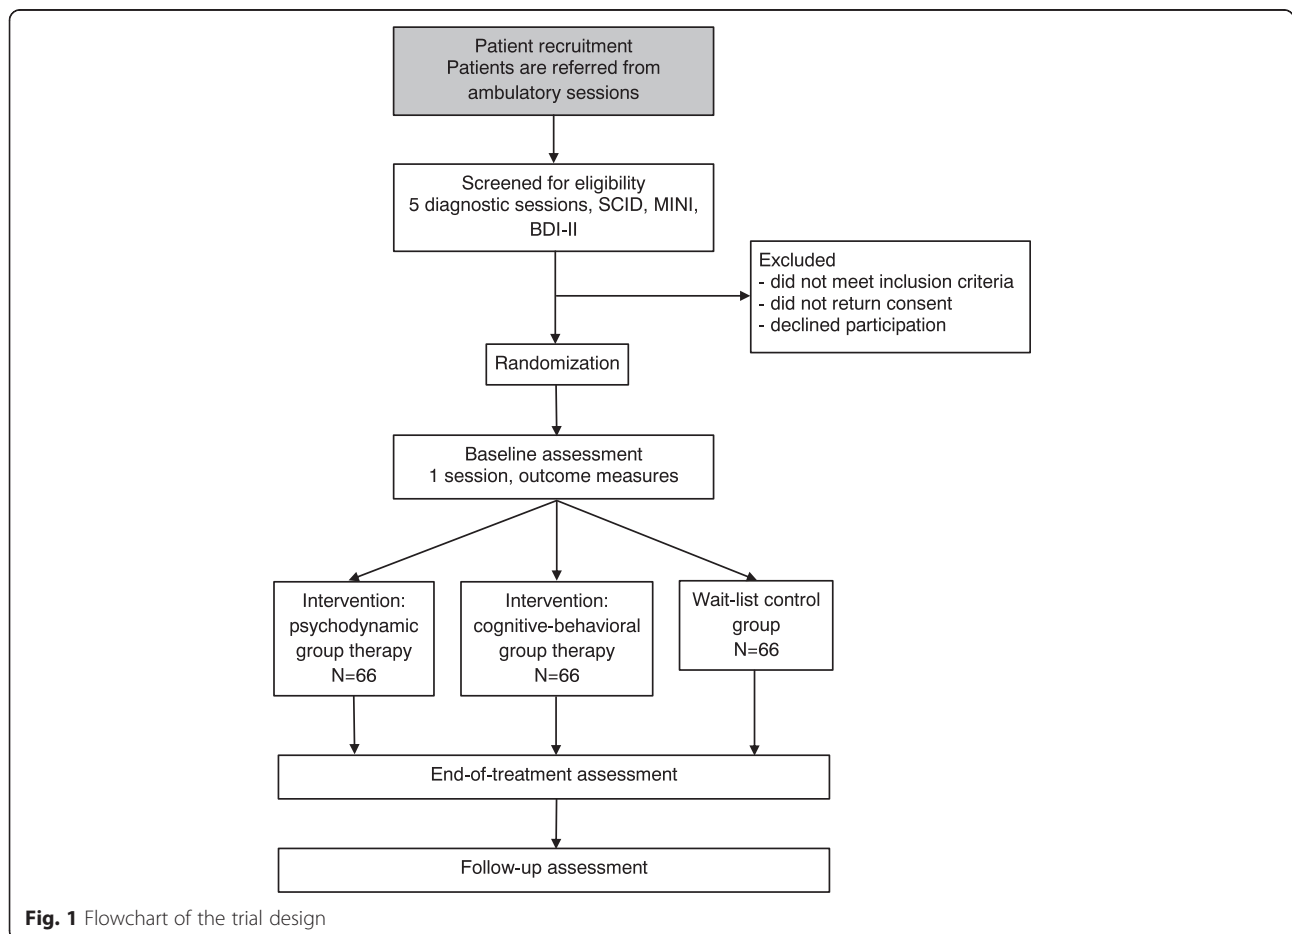 Patient recruitment
Patients are referred from
ambulatory sessions
Screened for eligibility
5 diagnostic sessions, SCID, MINI,
BDI-II
Excluded
- did not meet inclusion criteria
- did not return consent
- declined participation
Randomization
Baseline assessment
1 session, outcome measures
Intervention:
psychodynamic
group therapy
N=66
Intervention:
cognitive-behavioral
group therapy
N=66
Wait-list control
group
N=66
End-of-treatment assessment
Follow-up assessment
Fig. 1 Flowchart of the trial design